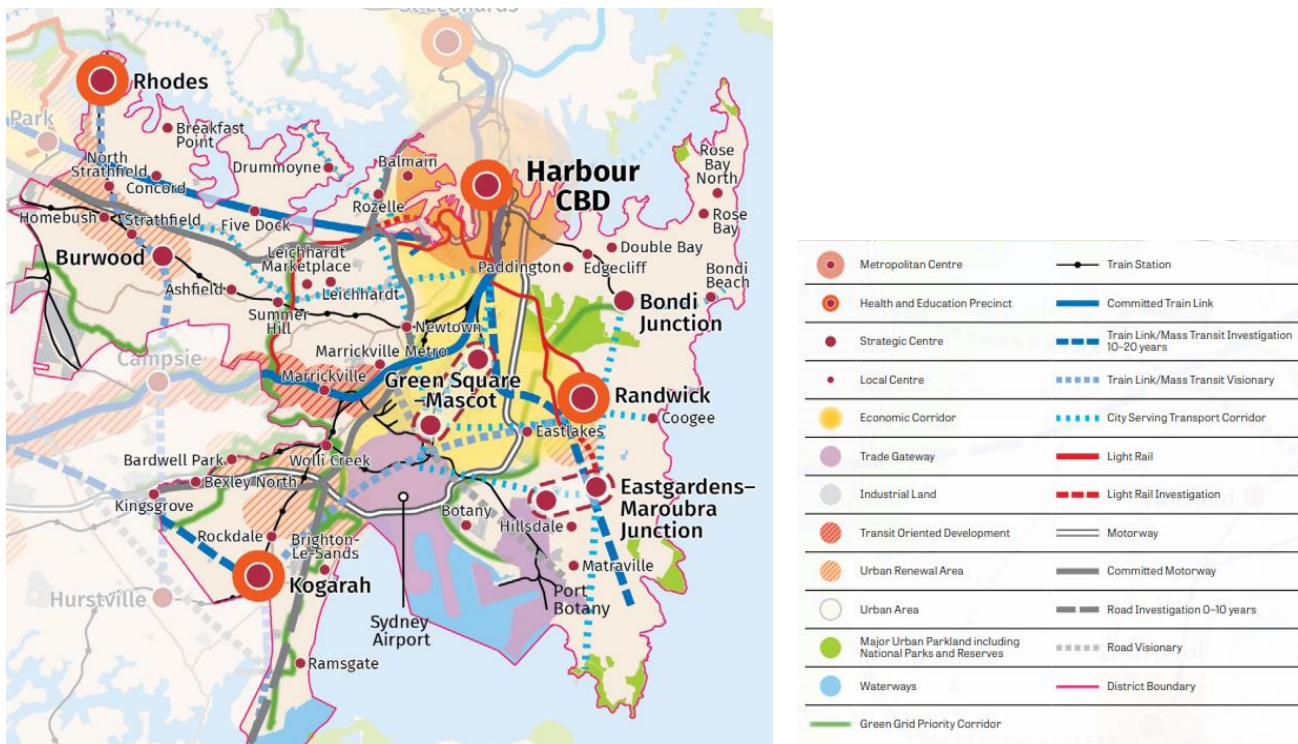 St Leonards
Rhodes
Park
Breakfast
Point
North
Strathfield
Concord
Drummoyne
Balmain
Harbour
CBD
Rose
Bay
North
Rozelle
Homebush
Strathfield
Five Dock
Rose
Bay
Burwood
Leichhardt
Marketplace
Double Bay
Paddington
Edgecliff
Bondi
Beach
Ashfield
Leichhardt
Summer
Hill
Bondi
Junction
Newtown
Campsie
Marrickville Metro
Marrickville
Green Square
–Mascot
Randwick
Coogee
Eastlakes
Bardwell Park
Wolli Creek
Bexley North
Kingsgrove
Eastgardens–
Maroubra
Junction
Botany
Hillsdale
Rockdale
Brighton-
Le-Sands
Matraville
Kogarah
Port
Botany
Hurstville
Sydney
Airport
Ramsgate
Metropolitan Centre
Train Station
Health and Education Precinct
Committed Train Link
Strategic Centre
Train Link/Mass Transit Investigation
10–20 years
Local Centre
Train Link/Mass Transit Visionary
Economic Corridor
City Serving Transport Corridor
Trade Gateway
Light Rail
Industrial Land
Light Rail Investigation
Transit Oriented Development
Motorway
Urban Renewal Area
Committed Motorway
Urban Area
Road Investigation 0–10 years
Major Urban Parkland including
National Parks and Reserves
Road Visionary
Waterways
District Boundary
Green Grid Priority Corridor